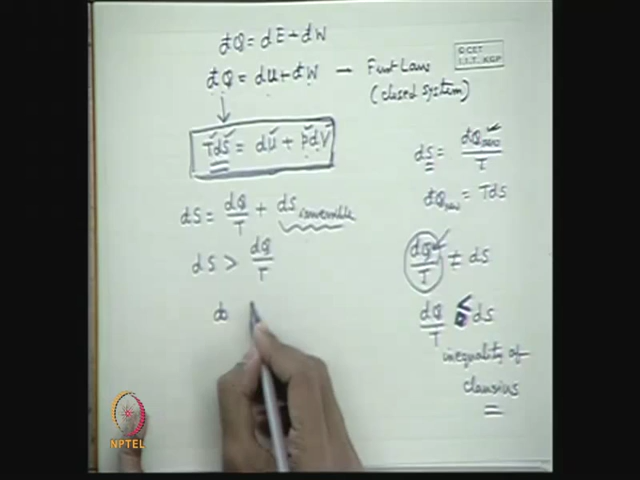 đQ = dE + đW
đQ = dU + đW — First Law
(closed system)
TdS = dU + pdV
dS = đQ/T + dS irreversible
dS > đQ/T
© CET
I.I.T. KGP
dS = đQrev/T
đQrev = TdS
đQ/T ≠ dS
đQ/T ≤ dS
inequality of
clausius
NPTEL